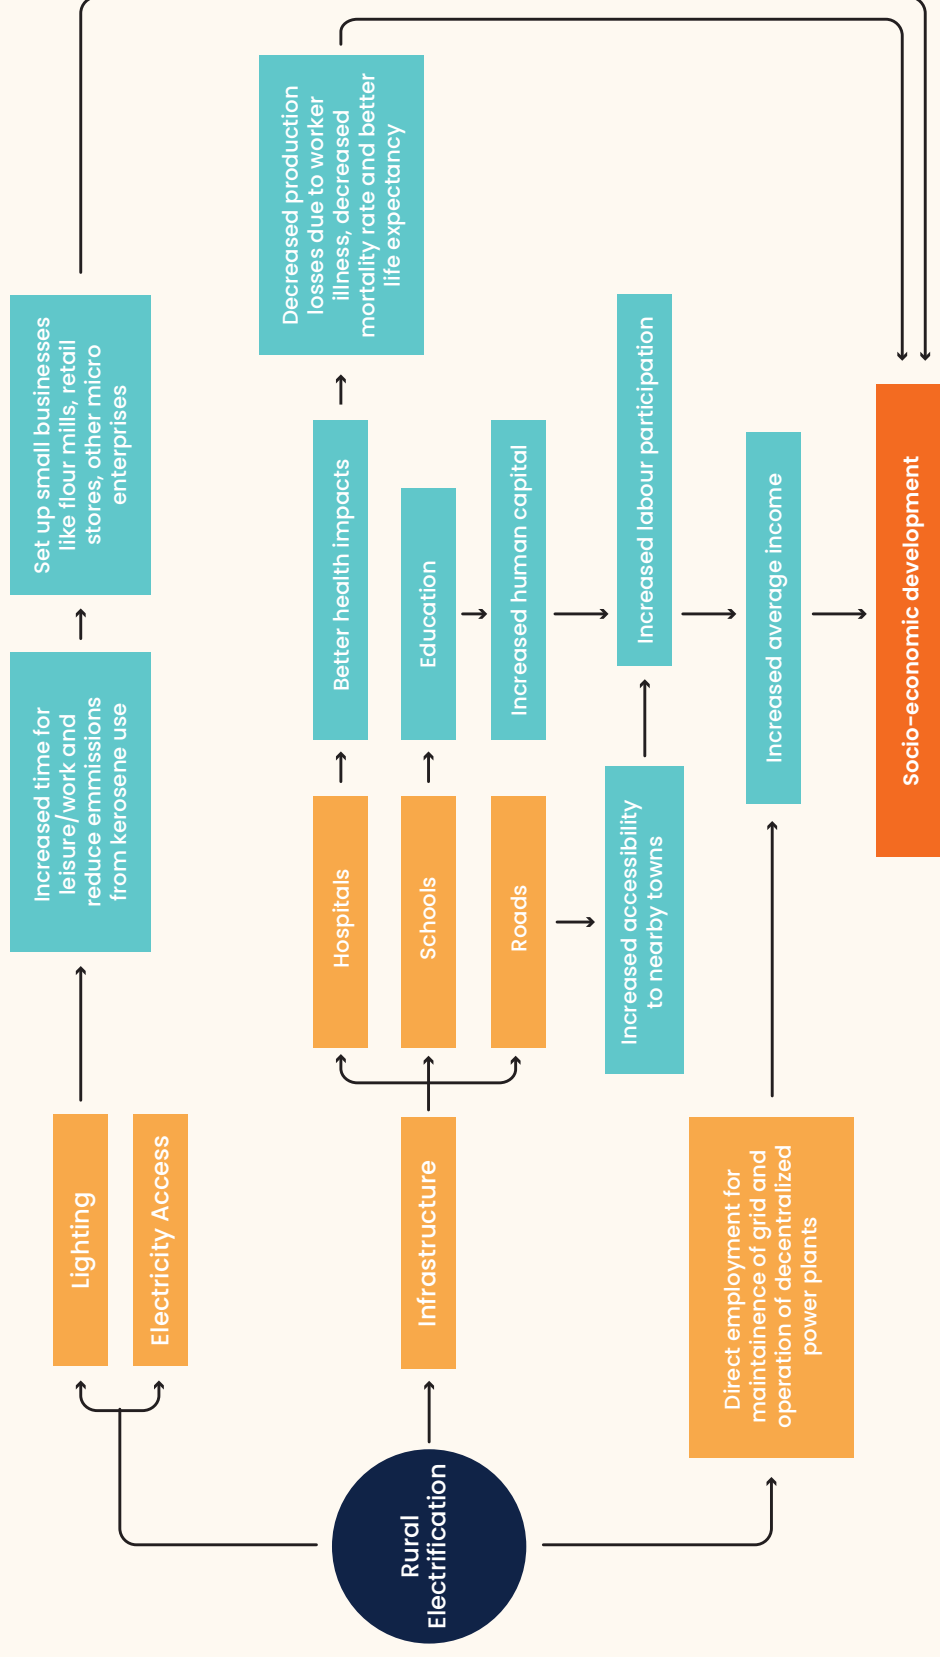 Rural
Electrification
Lighting
Electricity Access
Increased time for
leisure/work and
reduce emmissions
from kerosene use
Set up small businesses
like flour mills, retail
stores, other micro
enterprises
Infrastructure
Hospitals
Better health impacts
Decreased production
losses due to worker
illness, decreased
mortality rate and better
life expectancy
Schools
Education
Increased human capital
Roads
Increased accessibility
to nearby towns
Increased labour participation
Direct employment for
maintainence of grid and
operation of decentralized
power plants
Increased average income
Socio-economic development